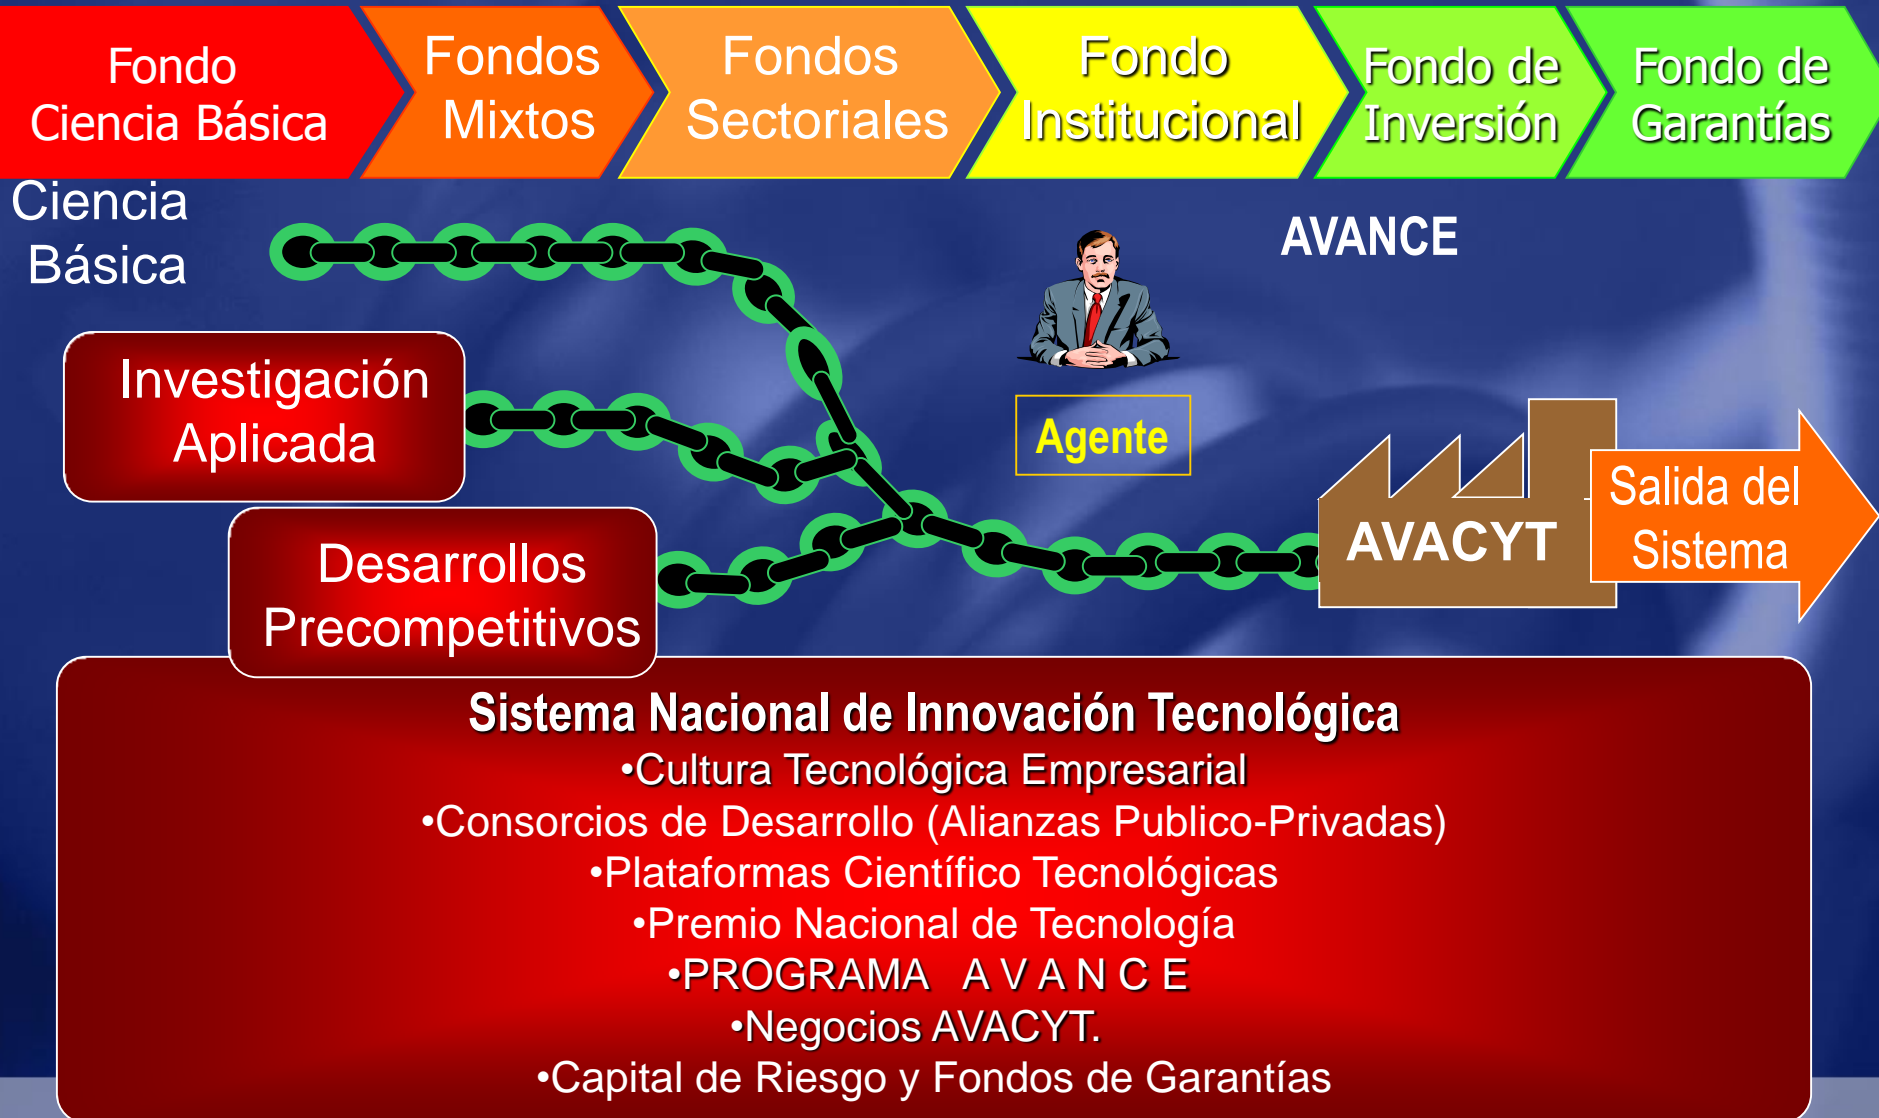 Fondo
Ciencia Básica
Fondos
Mixtos
Fondos
Sectoriales
Fondo
Institucional
Fondo de
Inversión
Fondo de
Garantías
Ciencia
Básica
AVANCE
Investigación
Aplicada
Agente
Desarrollos
Precompetitivos
AVACYT
Salida del
Sistema
Sistema Nacional de Innovación Tecnológica
•Cultura Tecnológica Empresarial
•Consorcios de Desarrollo (Alianzas Publico-Privadas)
•Plataformas Científico Tecnológicas
•Premio Nacional de Tecnología
•PROGRAMA A V A N C E
•Negocios AVACYT.
•Capital de Riesgo y Fondos de Garantías